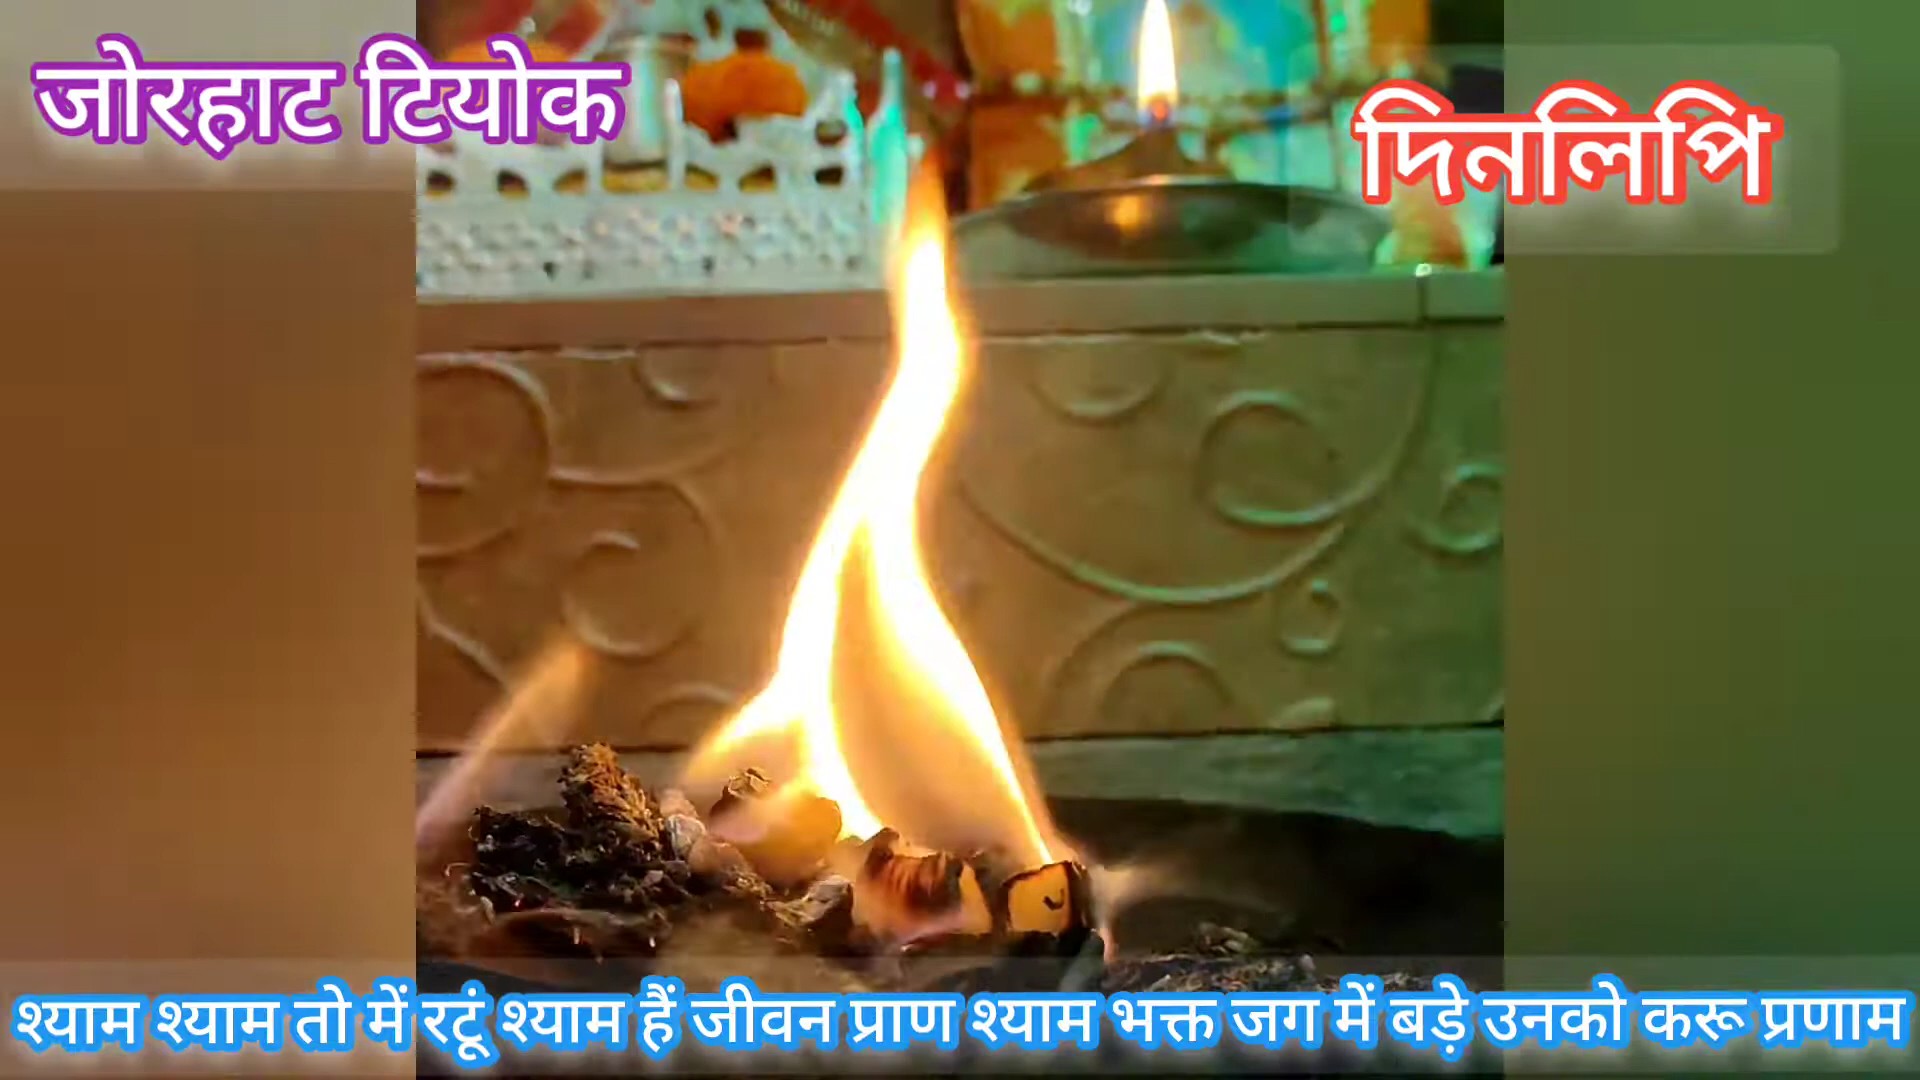 जोरहाट टियोक
दिनलिपि
श्याम श्याम तो में रटूं श्याम हैं जीवन प्राण श्याम भक्त जग में बड़े उनको करू प्रणाम